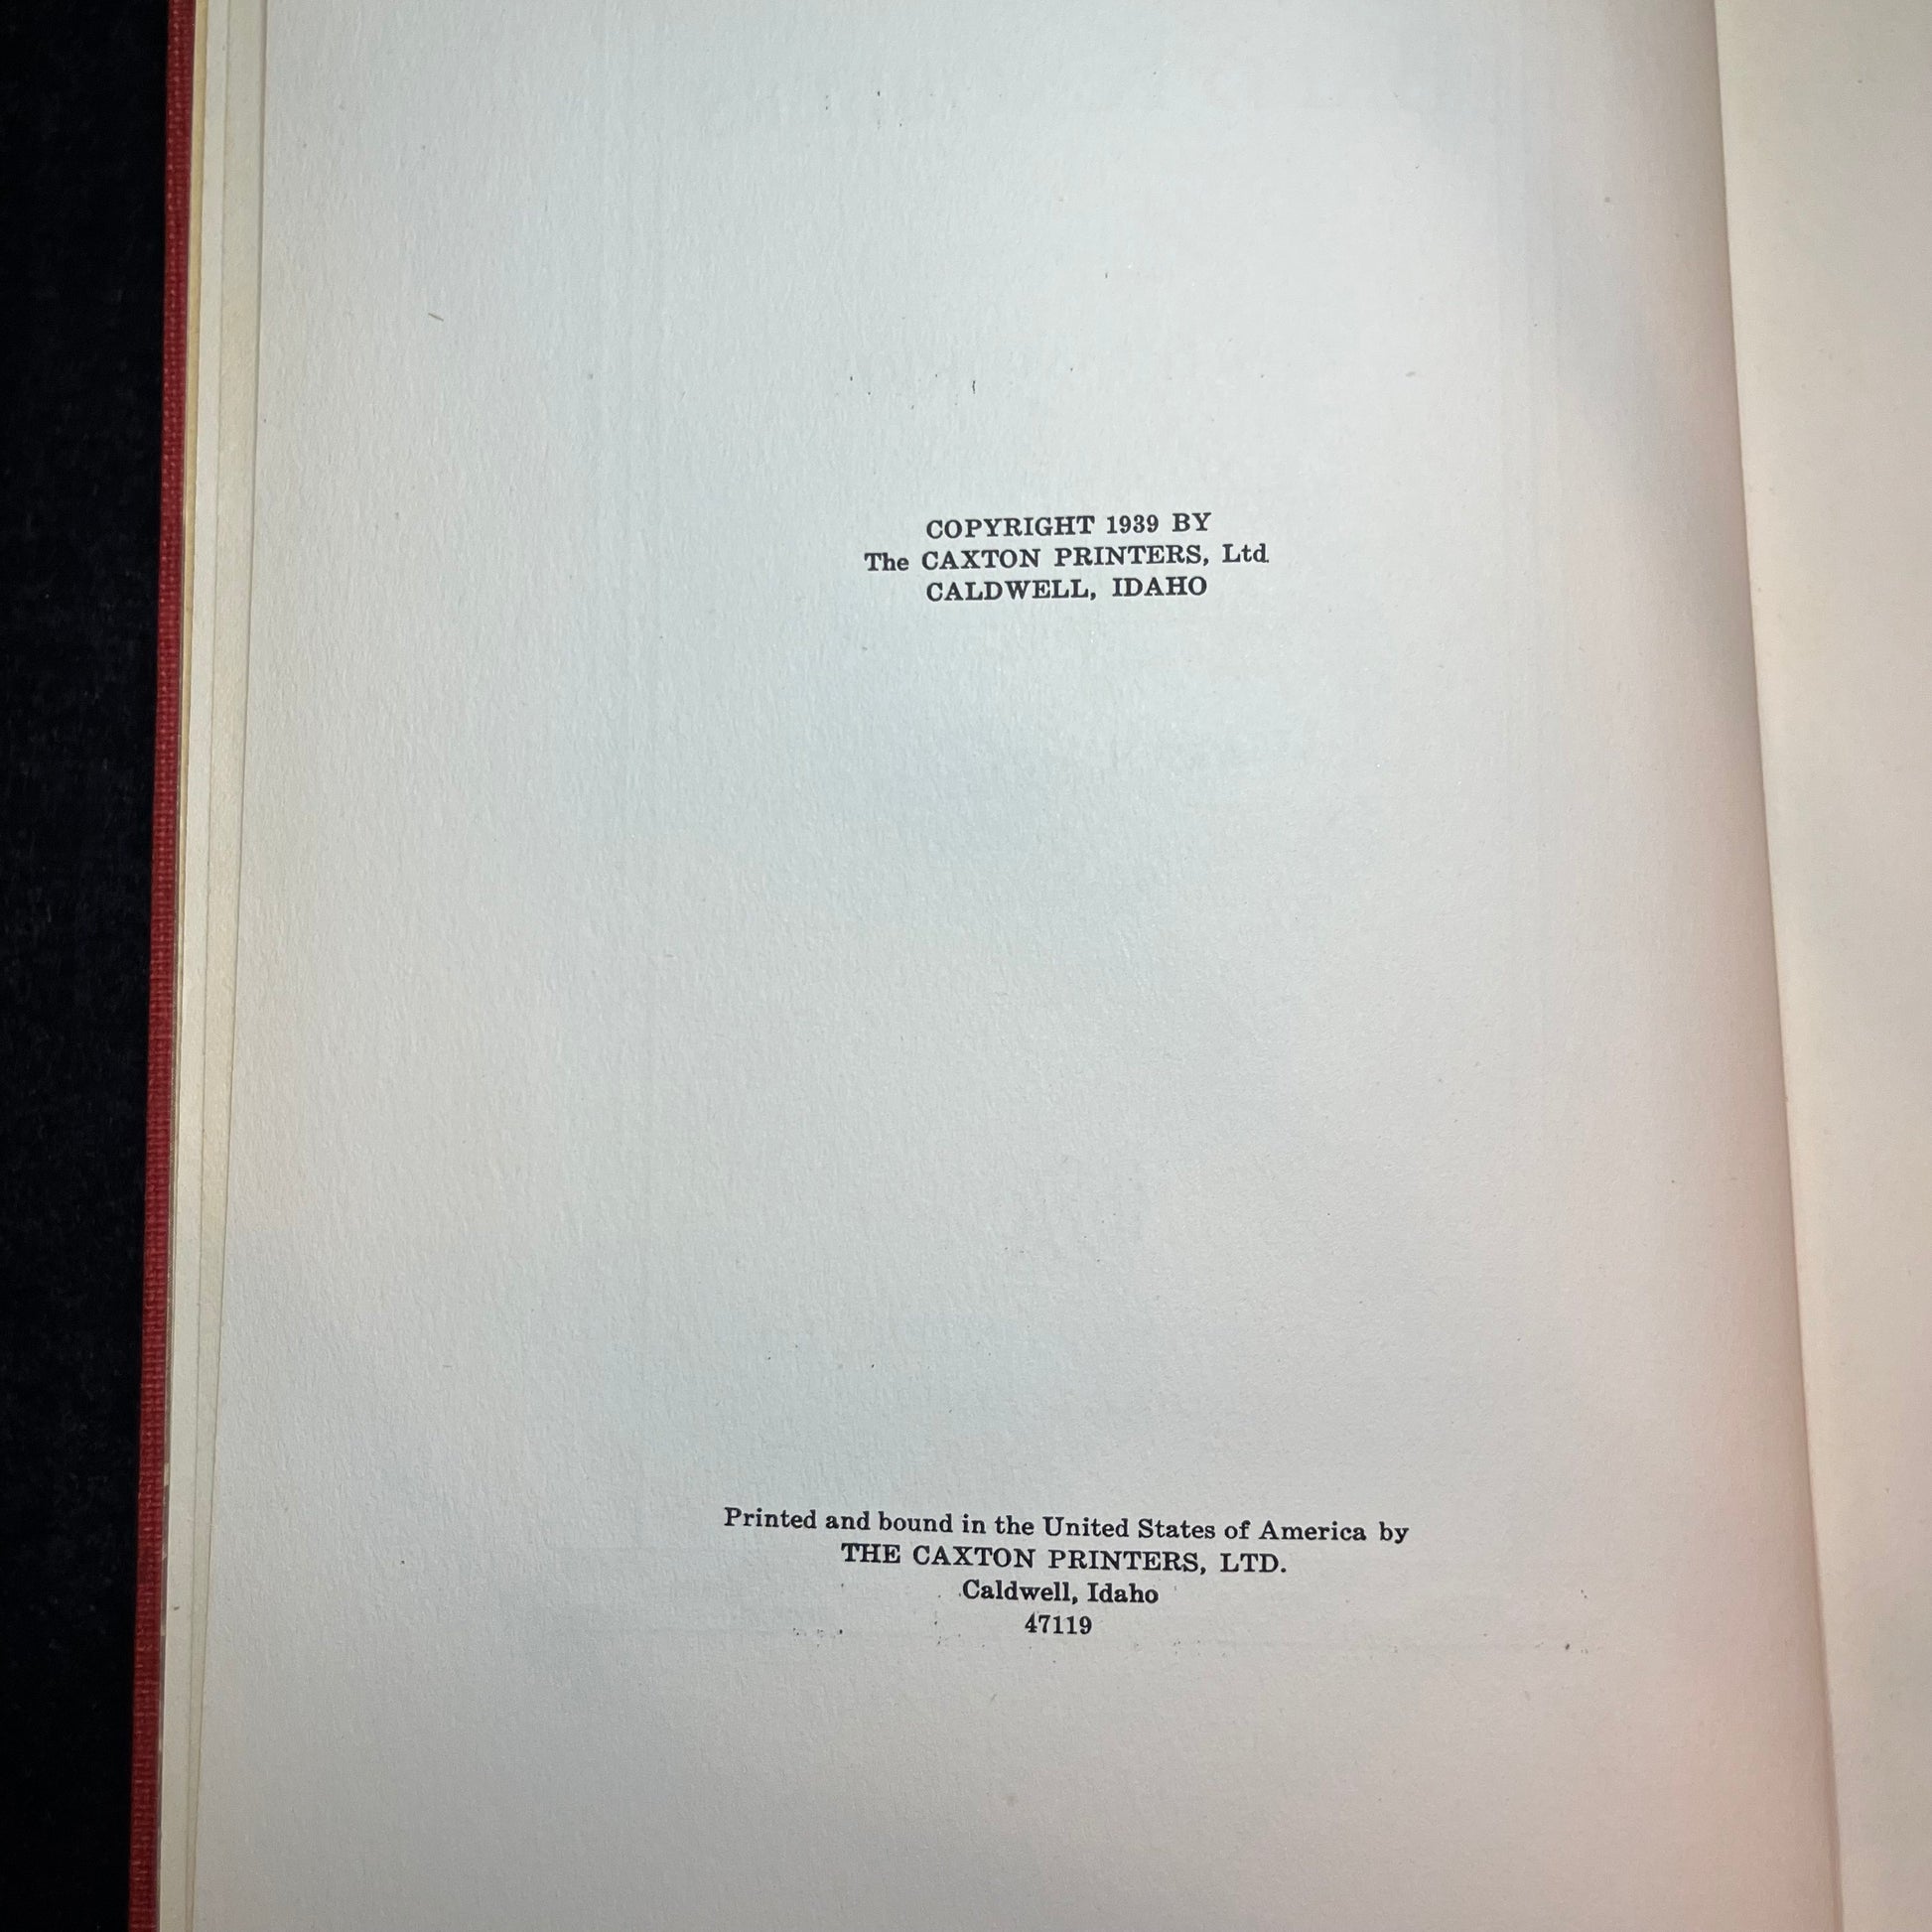 COPYRIGHT 1939 BY
The CAXTON PRINTERS, Ltd
CALDWELL, IDAHO
Printed and bound in the United States of America by
THE CAXTON PRINTERS, LTD.
Caldwell, Idaho
47119